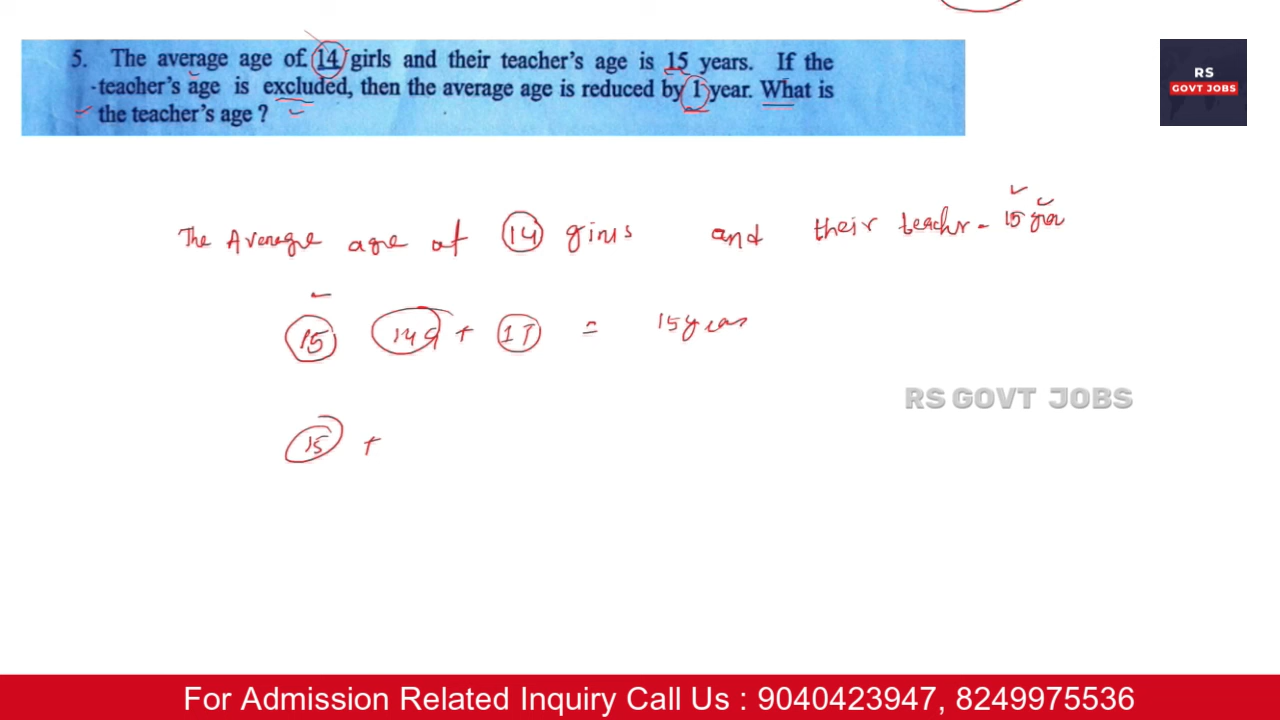 5. The average age of 14 girls and their teacher's age is 15 years. If the
teacher's age is excluded, then the average age is reduced by 1 year. What is
the teacher's age ?
RS
GOVT JOBS
The Average age of 14 girls and their teacher = 15 year
15 14G + 1T = 15 years
RS GOVT JOBS
15 +
For Admission Related Inquiry Call Us : 9040423947, 8249975536